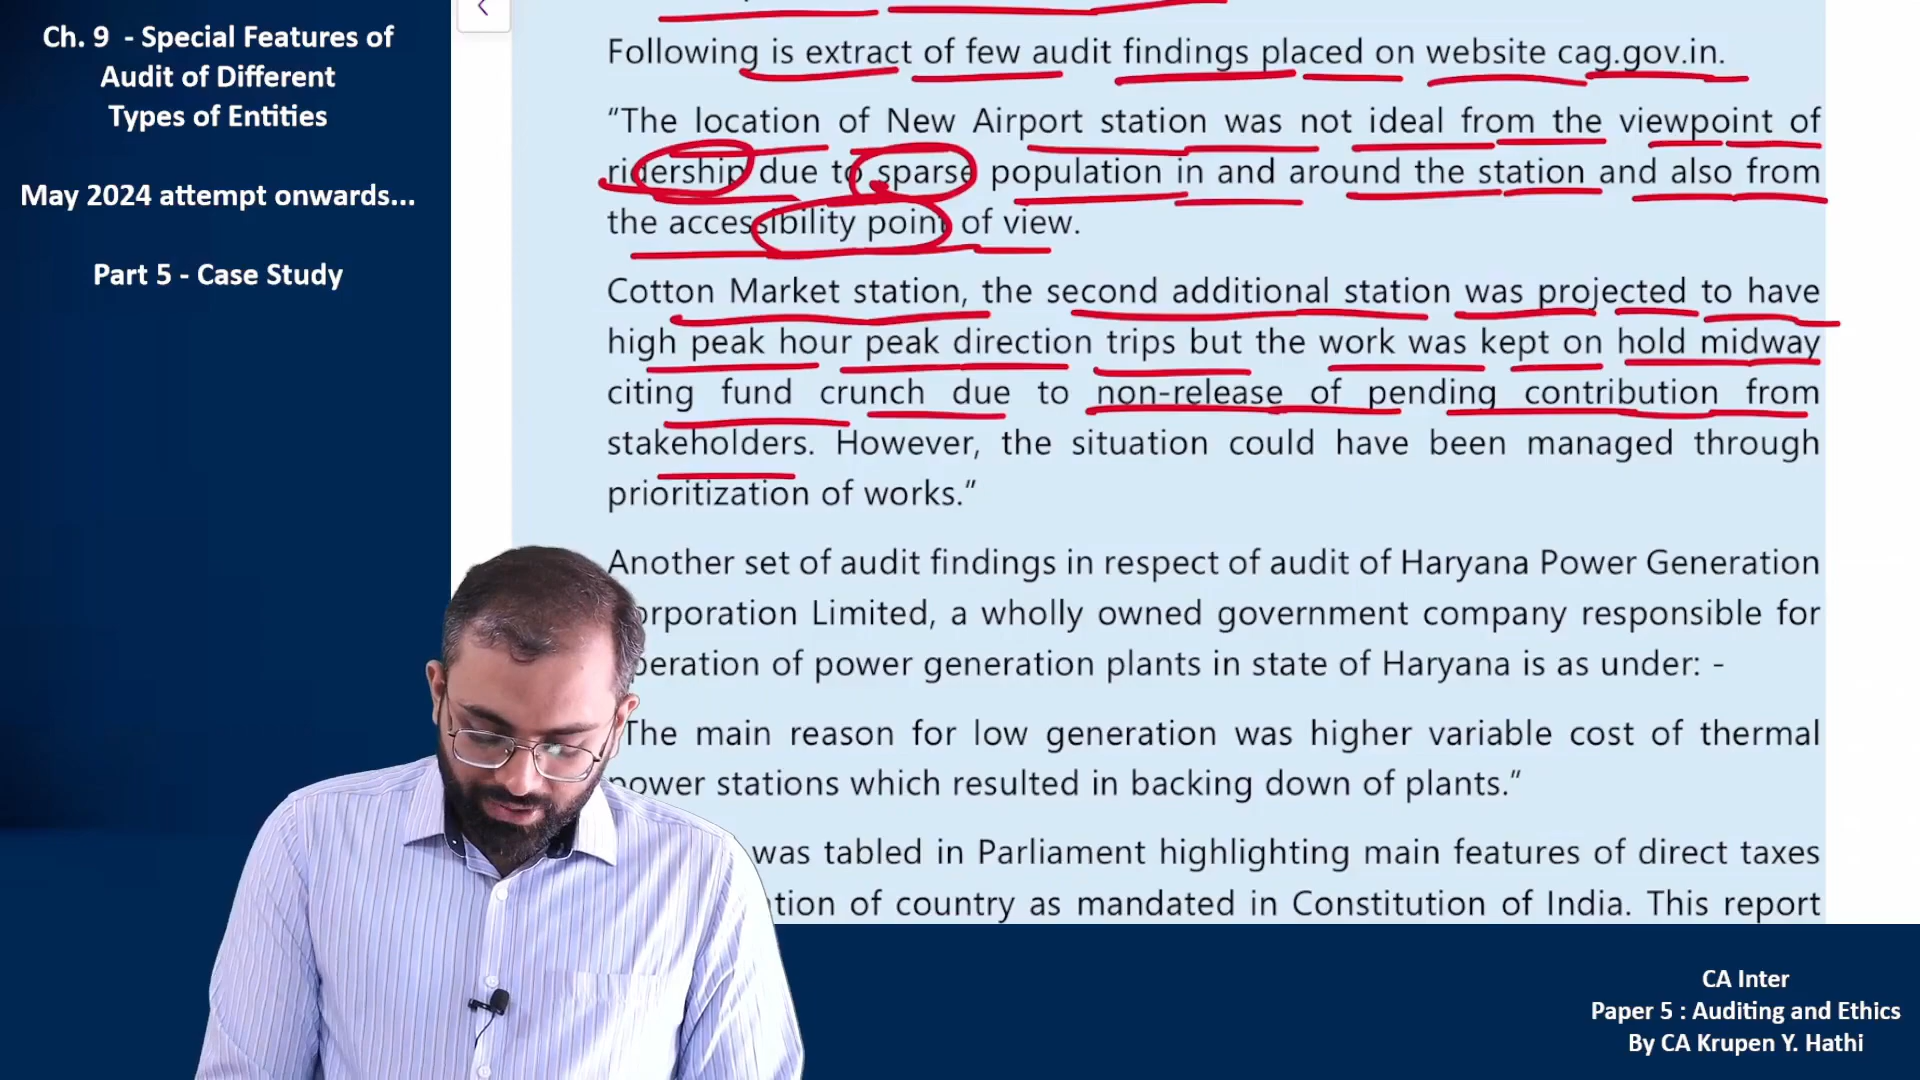 Ch. 9 - Special Features of
Audit of Different
Types of Entities
May 2024 attempt onwards...
Part 5 - Case Study
Following is extract of few audit findings placed on website cag.gov.in.
“The location of New Airport station was not ideal from the viewpoint of
ridership due to sparse population in and around the station and also from
the accessibility point of view.
Cotton Market station, the second additional station was projected to have
high peak hour peak direction trips but the work was kept on hold midway
citing fund crunch due to non-release of pending contribution from
stakeholders. However, the situation could have been managed through
prioritization of works.”
Another set of audit findings in respect of audit of Haryana Power Generation
orporation Limited, a wholly owned government company responsible for
peration of power generation plants in state of Haryana is as under: -
The main reason for low generation was higher variable cost of thermal
power stations which resulted in backing down of plants.”
was tabled in Parliament highlighting main features of direct taxes
tion of country as mandated in Constitution of India. This report
CA Inter
Paper 5 : Auditing and Ethics
By CA Krupen Y. Hathi